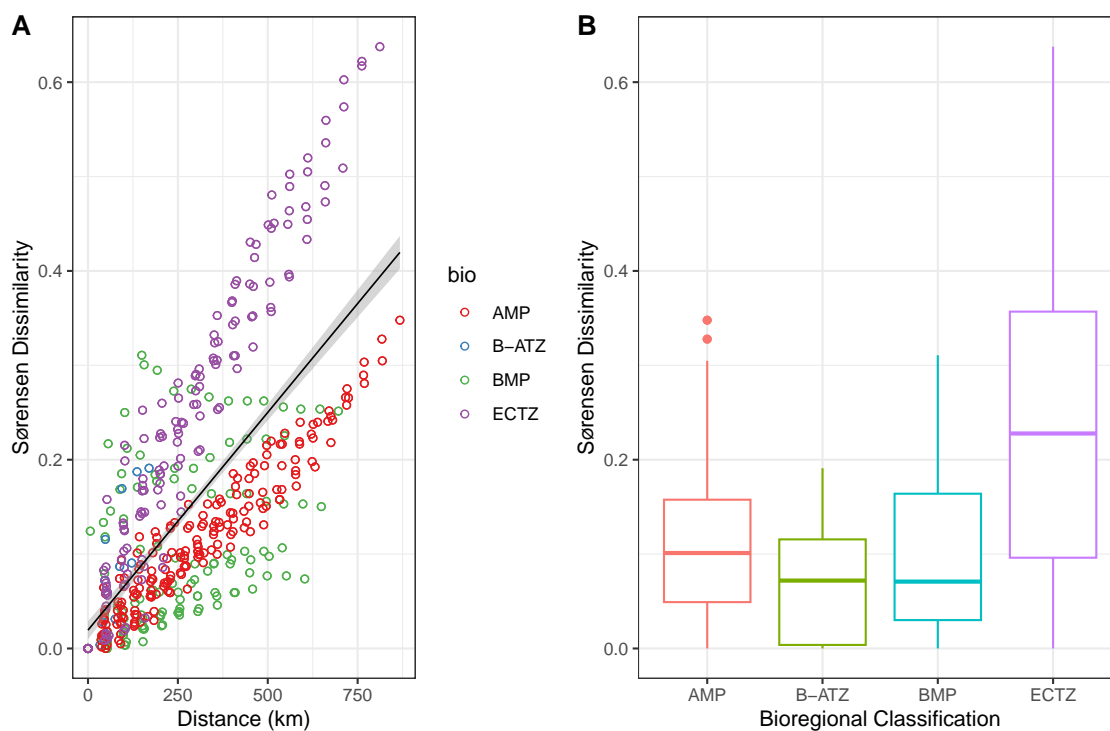 A
B
Sørensen Dissimilarity
0.6
0.4
0.2
0.0
0
250
500
750
Distance (km)
bio
AMP
B−ATZ
BMP
ECTZ
Sørensen Dissimilarity
0.6
0.4
0.2
0.0
AMP
B−ATZ
BMP
ECTZ
Bioregional Classification